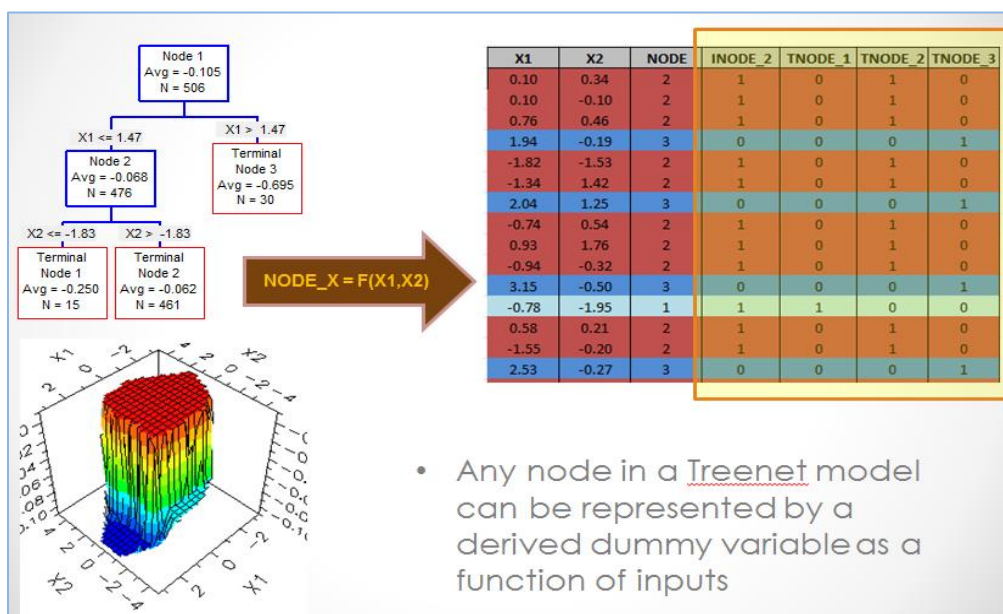 Node 1
Avg = -0.105
N = 506
X1 <= 1.47
X1 > 1.47
Node 2
Avg = -0.068
N = 476
Terminal
Node 3
Avg = -0.695
N = 30
X2 <= -1.83
X2 > -1.83
Terminal
Node 1
Avg = -0.250
N = 15
Terminal
Node 2
Avg = -0.062
N = 461
NODE_X = F(X1,X2)
X1 X2 NODE INODE_2 TNODE_1 TNODE_2 TNODE_3
0.10 0.34 2 1 0 1 0
0.10 -0.10 2 1 0 1 0
0.76 0.46 2 1 0 1 0
1.94 -0.19 3 0 0 0 1
-1.82 -1.53 2 1 0 1 0
-1.34 1.42 2 1 0 1 0
2.04 1.25 3 0 0 0 1
-0.74 0.54 2 1 0 1 0
0.93 1.76 2 1 0 1 0
-0.94 -0.32 2 1 0 1 0
3.15 -0.50 3 0 0 0 1
-0.78 -1.95 1 1 1 0 0
0.58 0.21 2 1 0 1 0
-1.55 -0.20 2 1 0 1 0
2.53 -0.27 3 0 0 0 1
X1
X2
X2
X1
• Any node in a Treenet model
can be represented by a
derived dummy variable as a
function of inputs